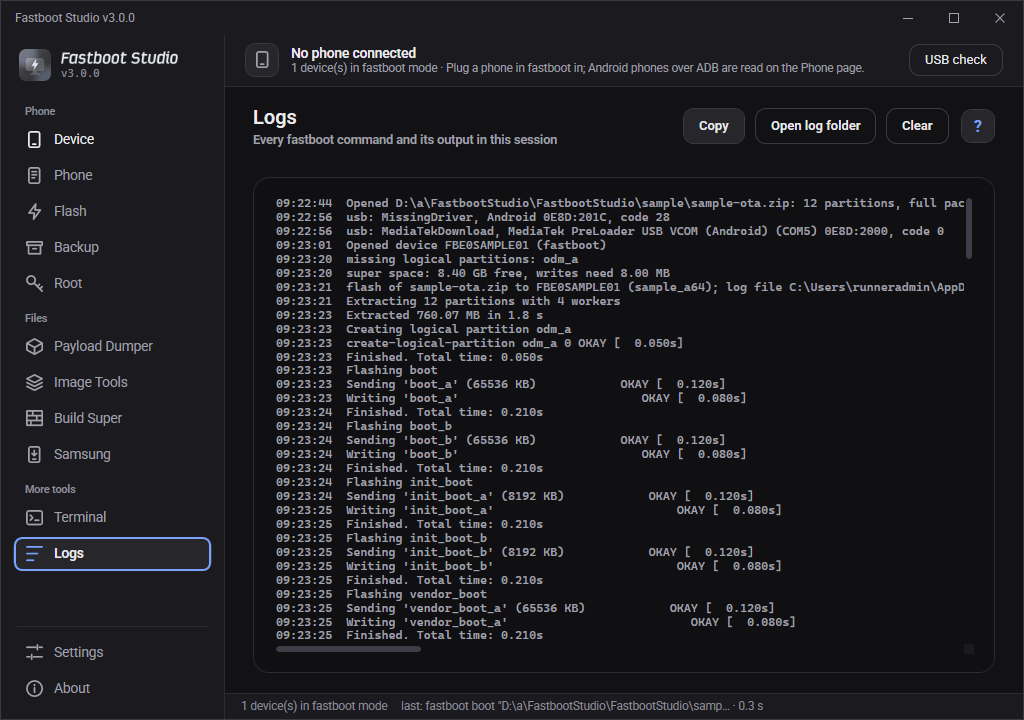 Fastboot Studio v3.0.0
Fastboot Studio
v3.0.0
Phone
Device
Phone
Flash
Backup
Root
Files
Payload Dumper
Image Tools
Build Super
Samsung
More tools
Terminal
Logs
Settings
About
No phone connected
1 device(s) in fastboot mode · Plug a phone in fastboot in; Android phones over ADB are read on the Phone page.
USB check
Logs
Every fastboot command and its output in this session
Copy
Open log folder
Clear
?
09:22:44  Opened D:\a\FastbootStudio\FastbootStudio\sample\sample-ota.zip: 12 partitions, full pac
09:22:56  usb: MissingDriver, Android 0E8D:201C, code 28
09:22:56  usb: MediaTekDownload, MediaTek PreLoader USB VCOM (Android) (COM5) 0E8D:2000, code 0
09:23:01  Opened device FBE0SAMPLE01 (fastboot)
09:23:20  missing logical partitions: odm_a
09:23:20  super space: 8.40 GB free, writes need 8.00 MB
09:23:21  flash of sample-ota.zip to FBE0SAMPLE01 (sample_a64); log file C:\Users\runneradmin\AppD
09:23:21  Extracting 12 partitions with 4 workers
09:23:23  Extracted 760.07 MB in 1.8 s
09:23:23  Creating logical partition odm_a
09:23:23  create-logical-partition odm_a 0 OKAY [  0.050s]
09:23:23  Finished. Total time: 0.050s
09:23:23  Flashing boot
09:23:23  Sending 'boot_a' (65536 KB)            OKAY [  0.120s]
09:23:23  Writing 'boot_a'                          OKAY [  0.080s]
09:23:24  Finished. Total time: 0.210s
09:23:24  Flashing boot_b
09:23:24  Sending 'boot_b' (65536 KB)            OKAY [  0.120s]
09:23:24  Writing 'boot_b'                          OKAY [  0.080s]
09:23:24  Finished. Total time: 0.210s
09:23:24  Flashing init_boot
09:23:24  Sending 'init_boot_a' (8192 KB)            OKAY [  0.120s]
09:23:25  Writing 'init_boot_a'                          OKAY [  0.080s]
09:23:25  Finished. Total time: 0.210s
09:23:25  Flashing init_boot_b
09:23:25  Sending 'init_boot_b' (8192 KB)            OKAY [  0.120s]
09:23:25  Writing 'init_boot_b'                          OKAY [  0.080s]
09:23:25  Finished. Total time: 0.210s
09:23:25  Flashing vendor_boot
09:23:25  Sending 'vendor_boot_a' (65536 KB)            OKAY [  0.120s]
09:23:25  Writing 'vendor_boot_a'                          OKAY [  0.080s]
09:23:25  Finished. Total time: 0.210s
1 device(s) in fastboot mode    last: fastboot boot "D:\a\FastbootStudio\FastbootStudio\samp... · 0.3 s